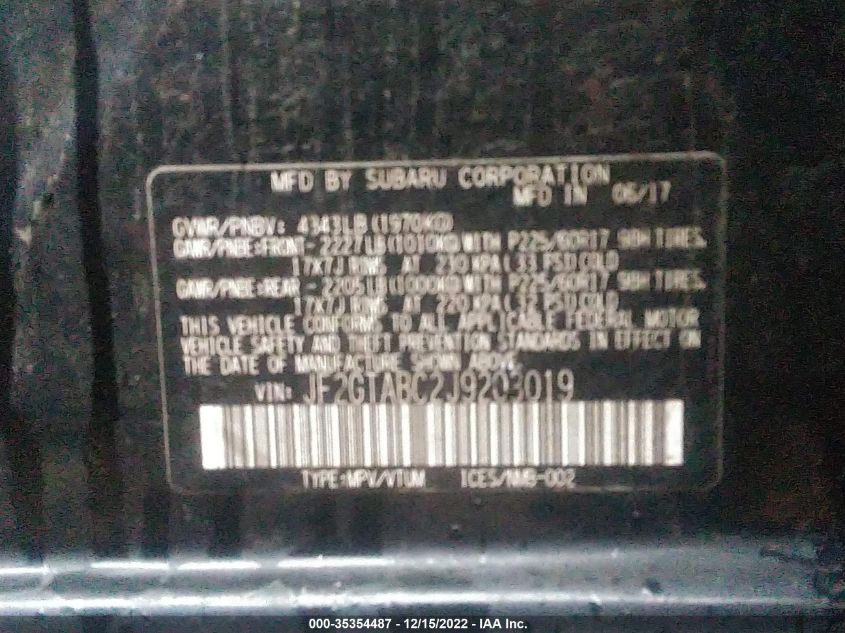 MFD BY SUBARU CORPORATION
MFD IN 06/17
GVWR/PNBV: 4343LB (1970KG)
GAWR/PNBE:FRONT- 2227LB(1010KG)WITH P225/60R17 98H TIRES.
17X7J RIMS AT 230 KPA( 33 PSI)COLD
GAWR/PNBE:REAR - 2205LB(1000KG)WITH P225/60R17 98H TIRES.
17X7J RIMS AT 220 KPA( PSI)COLD
THIS VEHICLE CONFORMS TO ALL APPLICABLE FEDERAL MOTOR
VEHICLE SAFETY AND THEFT PREVENTION STANDARDS IN EFFECT ON
THE DATE OF MANUFACTURE SHOWN ABOVE.
VIN: JF2GTABC2J9203019
TYPE:MPV/VTUM ICES/NMB-002
000-35354487 - 12/15/2022 - Copyright © IAA, Inc.